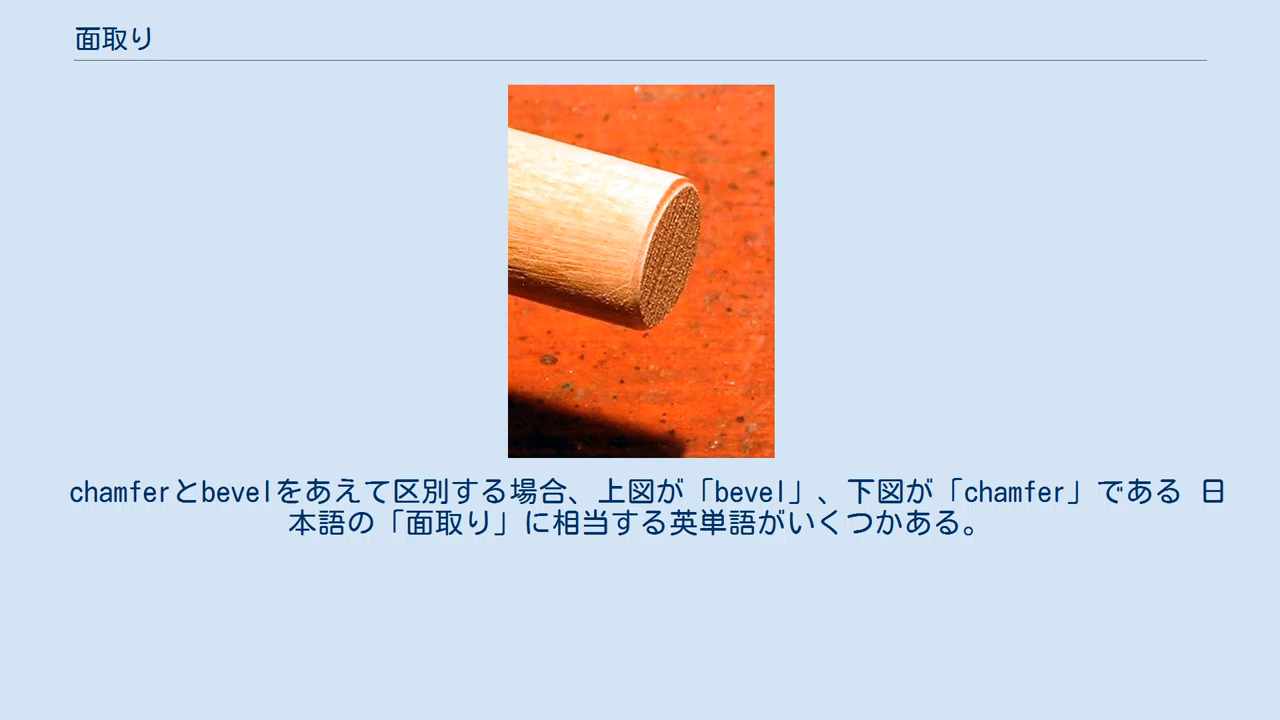 面取り
chamferとbevelをあえて区別する場合、上図が「bevel」、下図が「chamfer」である 日
本語の「面取り」に相当する英単語がいくつかある。